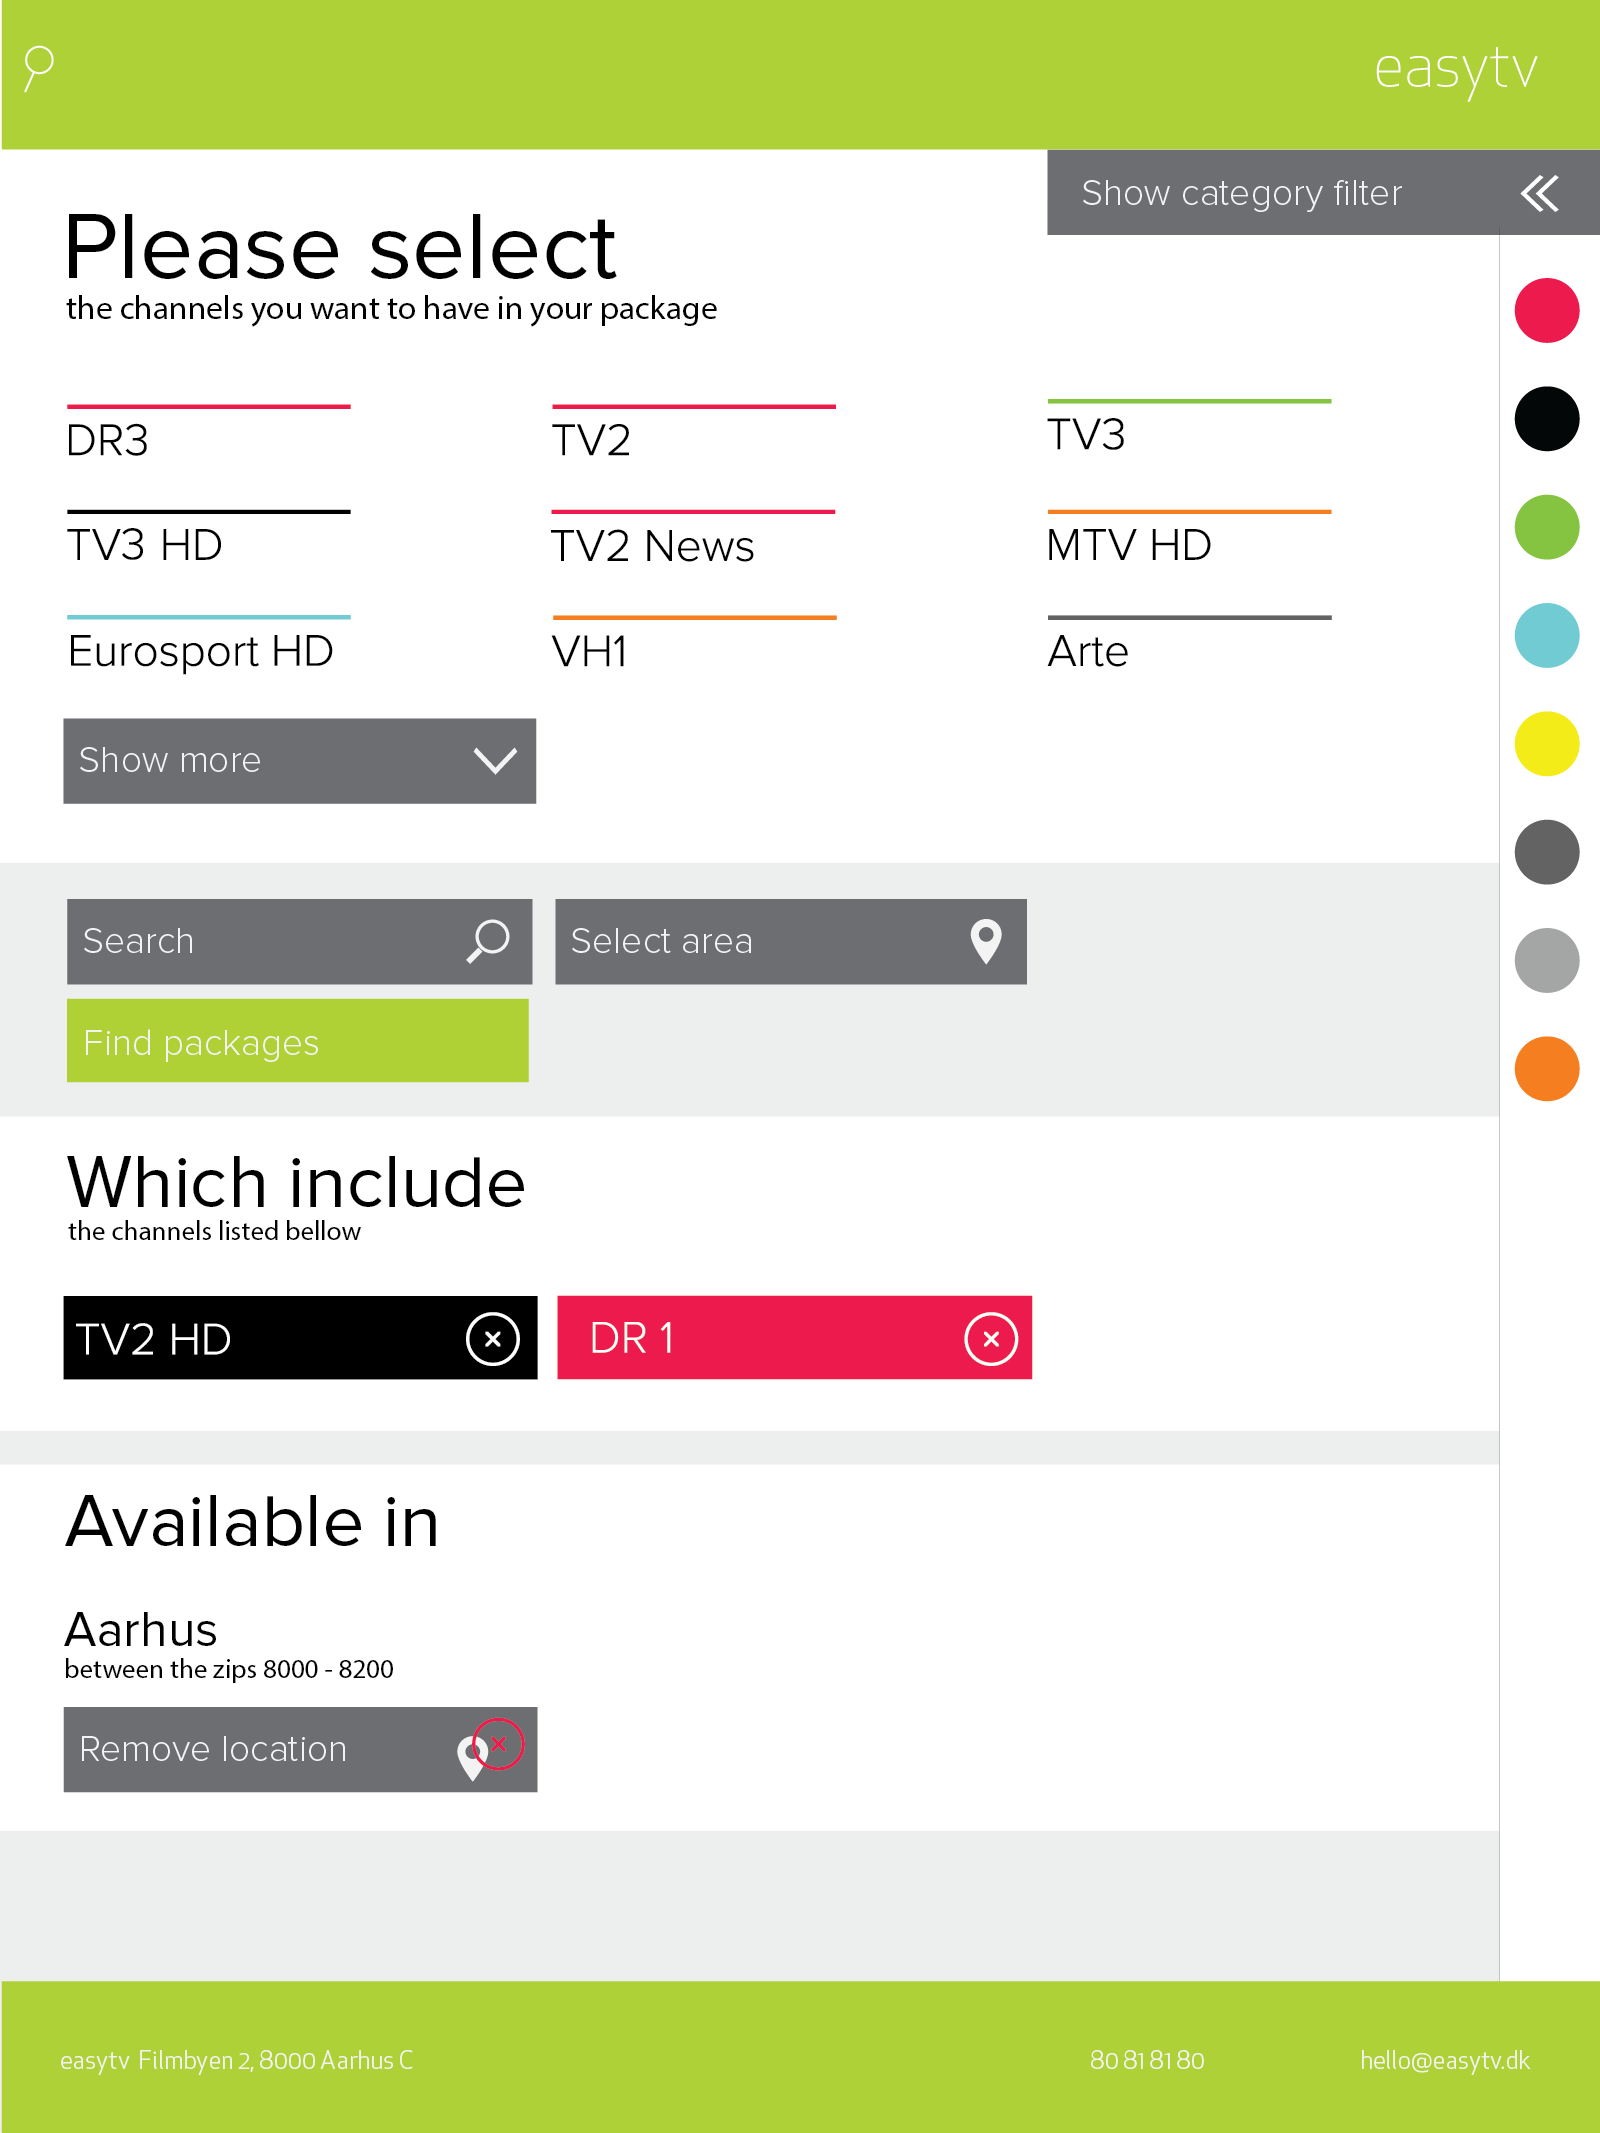 easytv
Show category filter
Please select
the channels you want to have in your package
DR3
TV2
TV3
TV3 HD
TV2 News
MTV HD
Eurosport HD
VH1
Arte
Show more
Search
Select area
Find packages
Which include
the channels listed bellow
TV2 HD
DR 1
Available in
Aarhus
between the zips 8000 - 8200
Remove location
easytv Filmbyen 2, 8000 Aarhus C
80 81 81 80
hello@easytv.dk